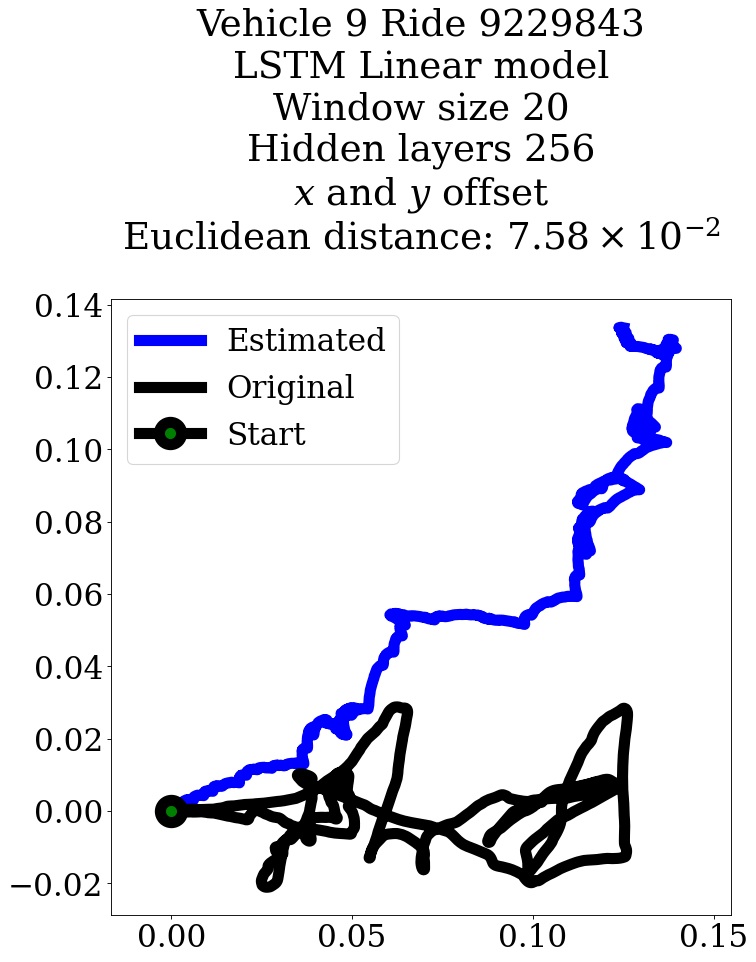 Vehicle 9 Ride 9229843
LSTM Linear model
Window size 20
Hidden layers 256
x and y offset
Euclidean distance: 7.58 × 10⁻²
Estimated
Original
Start
0.14
0.12
0.10
0.08
0.06
0.04
0.02
0.00
−0.02
0.00 0.05 0.10 0.15